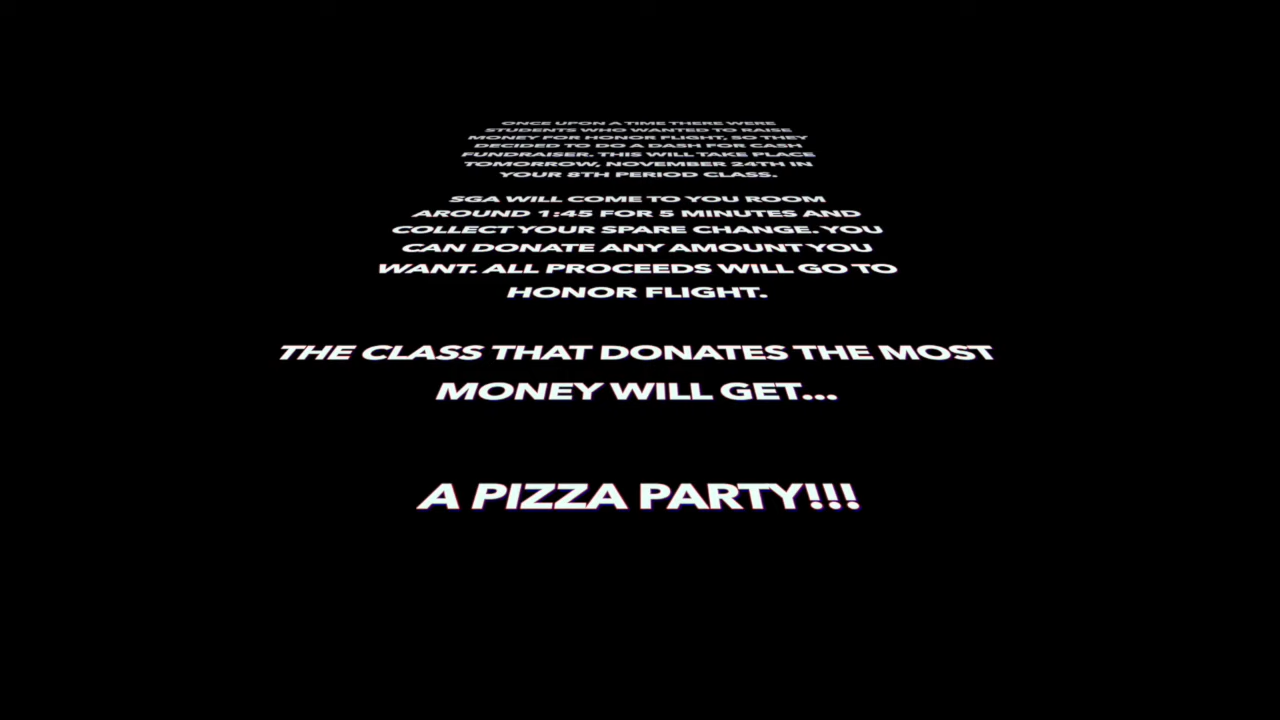 ONCE UPON A TIME THERE WERE
STUDENTS WHO WANTED TO RAISE
MONEY FOR HONOR FLIGHT, SO THEY
DECIDED TO DO A DASH FOR CASH
FUNDRAISER. THIS WILL TAKE PLACE
TOMORROW, NOVEMBER 24TH IN
YOUR 8TH PERIOD CLASS.
SGA WILL COME TO YOU ROOM
AROUND 1:45 FOR 5 MINUTES AND
COLLECT YOUR SPARE CHANGE. YOU
CAN DONATE ANY AMOUNT YOU
WANT. ALL PROCEEDS WILL GO TO
HONOR FLIGHT.
THE CLASS THAT DONATES THE MOST
MONEY WILL GET...
A PIZZA PARTY!!!